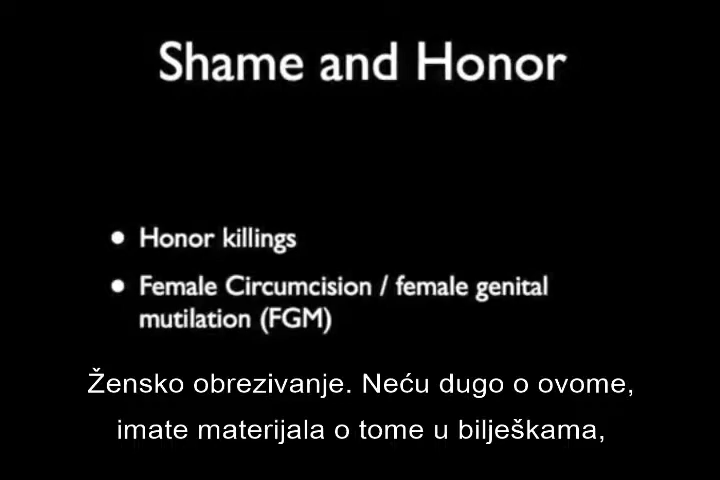 Shame and Honor
• Honor killings
• Female Circumcision / female genital
mutilation (FGM)
Žensko obrezivanje. Neću dugo o ovome,
imate materijala o tome u bilješkama,